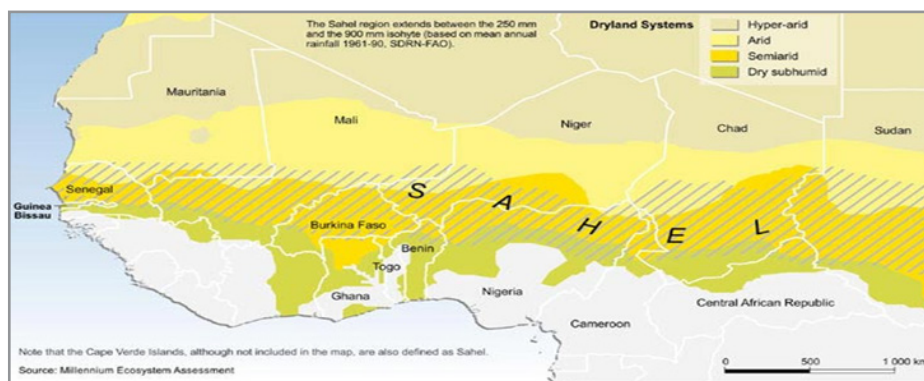 The Sahel region extends between the 250 mm
and the 900 mm isohyte (based on mean annual
rainfall 1961-90, SDRN-FAO).
Dryland Systems
Hyper-arid
Arid
Semiarid
Dry subhumid
Mauritania
Mali
Niger
Chad
Sudan
Senegal
Guinea
Bissau
S A H E L
Burkina Faso
Benin
Togo
Ghana
Nigeria
Cameroon
Central African Republic
Note that the Cape Verde Islands, although not included in the map, are also defined as Sahel.
Source: Millennium Ecosystem Assessment
0 500 1 000 km